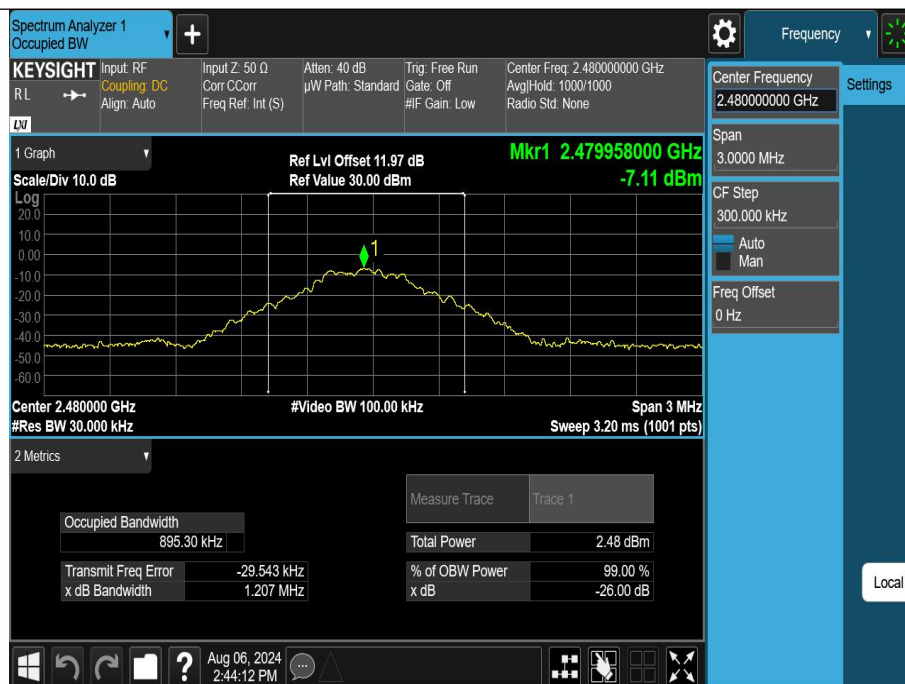 Spectrum Analyzer 1
Occupied BW
Frequency
KEYSIGHT
RL
LXI
Input: RF
Coupling: DC
Align: Auto
Input Z: 50 Ω
Corr CCorr
Freq Ref: Int (S)
Atten: 40 dB
µW Path: Standard
Trig: Free Run
Gate: Off
#IF Gain: Low
Center Freq: 2.480000000 GHz
Avg|Hold: 1000/1000
Radio Std: None
Center Frequency
2.480000000 GHz
Settings
Span
3.0000 MHz
CF Step
300.000 kHz
Auto
Man
Freq Offset
0 Hz
Local
1 Graph
Scale/Div 10.0 dB
Ref Lvl Offset 11.97 dB
Ref Value 30.00 dBm
Mkr1 2.479958000 GHz
-7.11 dBm
Log
20.0
10.0
0.00
-10.0
-20.0
-30.0
-40.0
-50.0
-60.0
1
Center 2.480000 GHz
#Res BW 30.000 kHz
#Video BW 100.00 kHz
Span 3 MHz
Sweep 3.20 ms (1001 pts)
2 Metrics
Measure Trace Trace 1
Occupied Bandwidth
895.30 kHz
Total Power 2.48 dBm
Transmit Freq Error -29.543 kHz
% of OBW Power 99.00 %
x dB Bandwidth 1.207 MHz
x dB -26.00 dB
?
Aug 06, 2024
2:44:12 PM